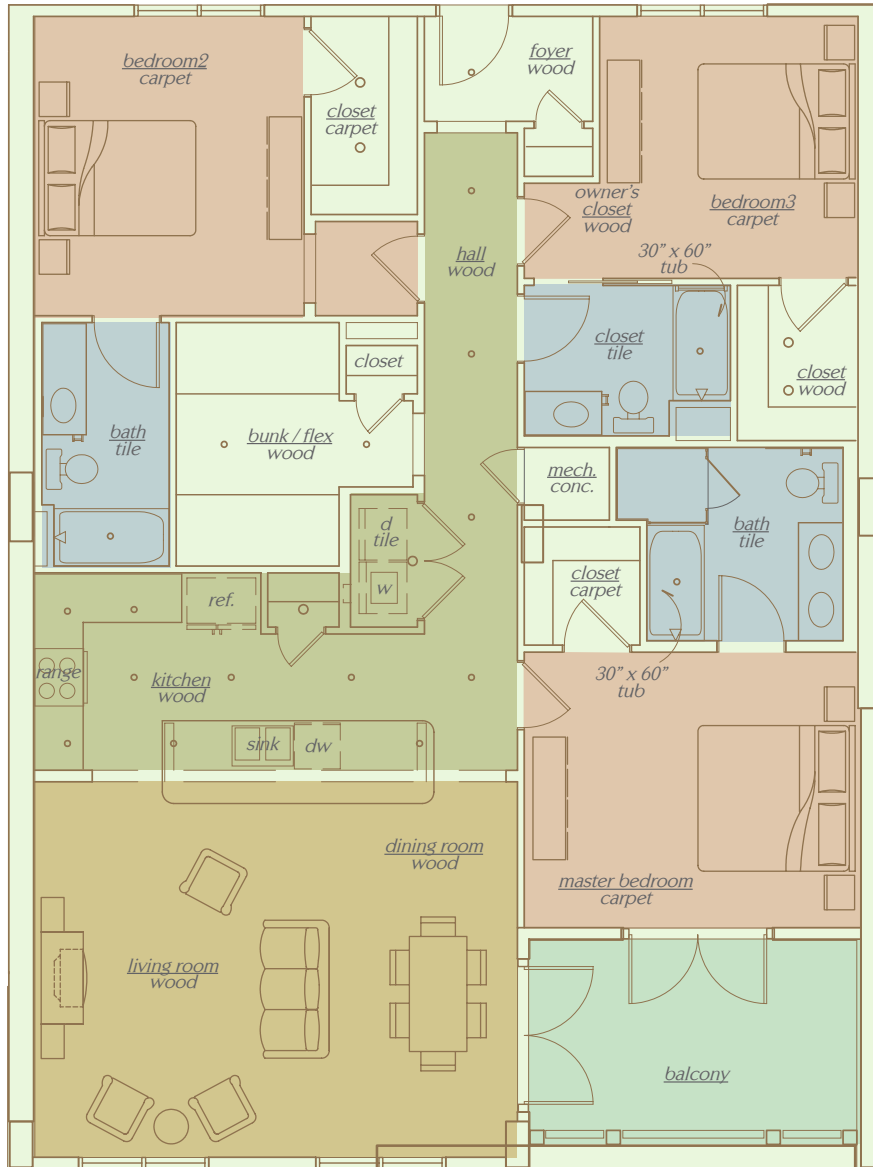 bedroom2
carpet
closet
carpet
foyer
wood
owner's
closet
wood
bedroom3
carpet
30" x 60"
tub
hall
wood
closet
tile
closet
wood
closet
bath
tile
bunk / flex
wood
mech.
conc.
bath
tile
d
tile
w
closet
carpet
ref.
range
kitchen
wood
30" x 60"
tub
sink
dw
dining room
wood
master bedroom
carpet
living room
wood
balcony